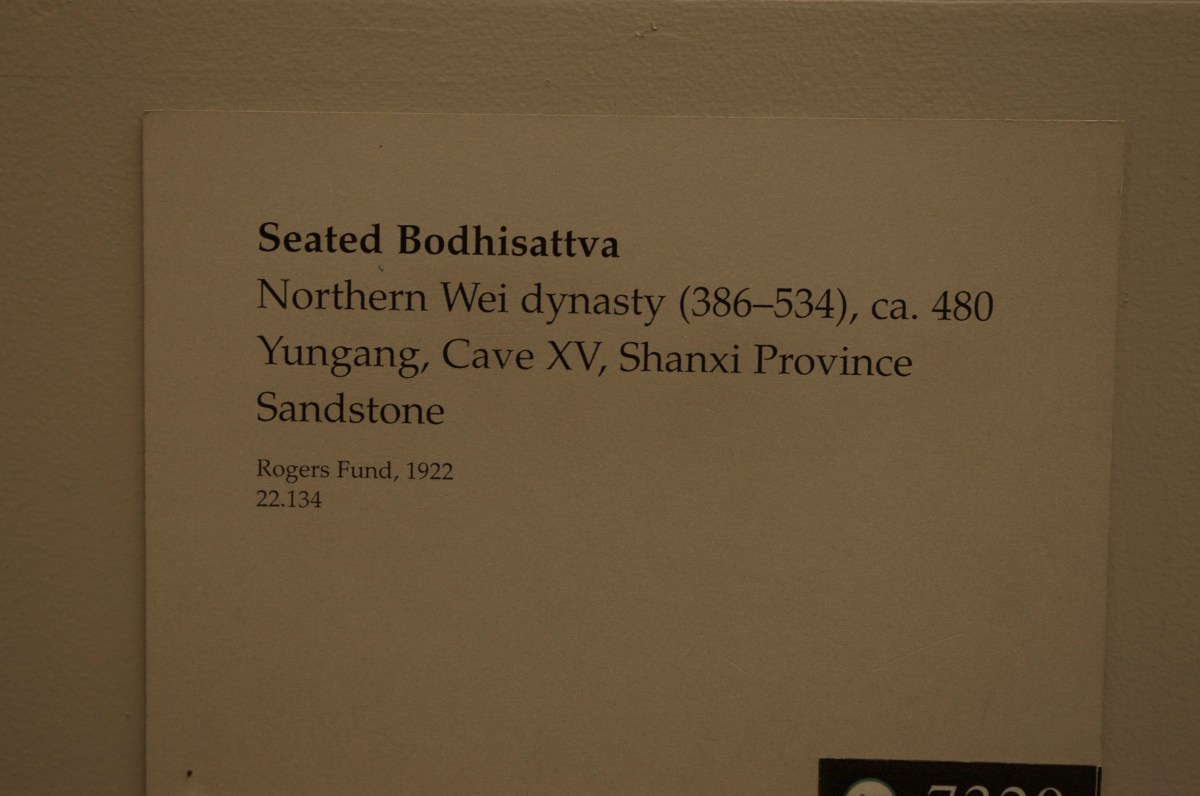 Seated Bodhisattva
Northern Wei dynasty (386–534), ca. 480
Yungang, Cave XV, Shanxi Province
Sandstone
Rogers Fund, 1922
22.134